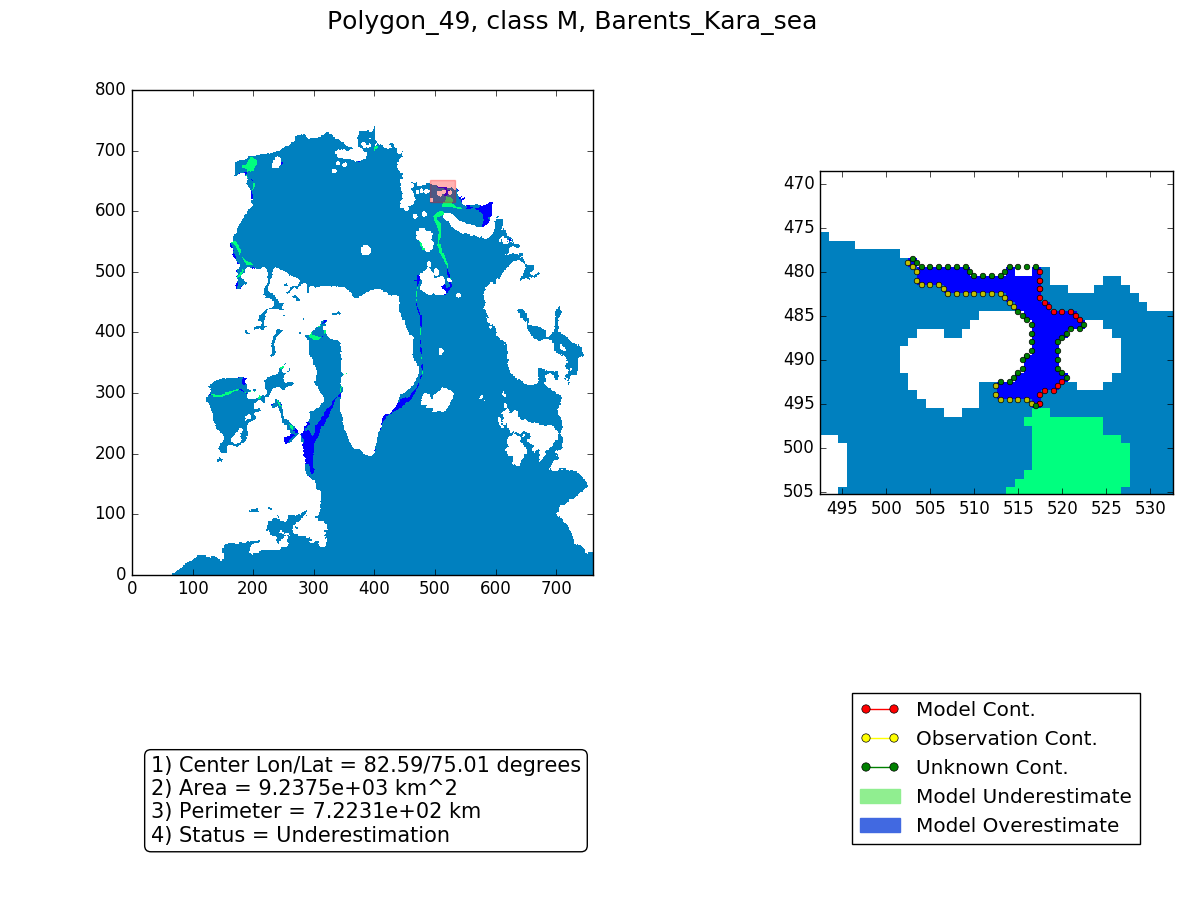 Polygon_49, class M, Barents_Kara_sea
800
700
600
500
400
300
200
100
0
0 100 200 300 400 500 600 700
470
475
480
485
490
495
500
505
495 500 505 510 515 520 525 530
1) Center Lon/Lat = 82.59/75.01 degrees
2) Area = 9.2375e+03 km^2
3) Perimeter = 7.2231e+02 km
4) Status = Underestimation
Model Cont.
Observation Cont.
Unknown Cont.
Model Underestimate
Model Overestimate